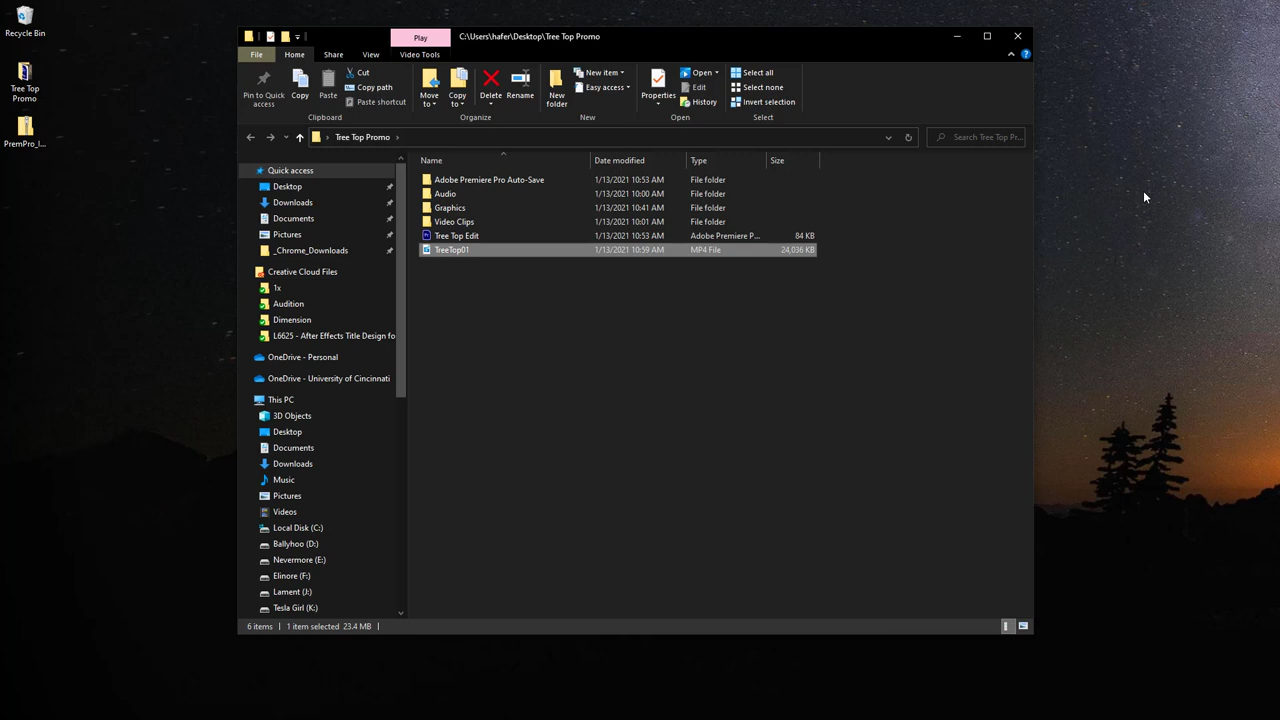 Recycle Bin
Tree Top
Promo
PremPro_I...
Play
C:\Users\hafer\Desktop\Tree Top Promo
File
Home
Share
View
Video Tools
Pin to Quick
access
Copy
Paste
Cut
Copy path
Paste shortcut
Clipboard
Move
to
Copy
to
Delete
Rename
Organize
New
folder
New item
Easy access
New
Properties
Open
Edit
History
Open
Select all
Select none
Invert selection
Select
Tree Top Promo
Search Tree Top Pr...
Name
Date modified
Type
Size
Adobe Premiere Pro Auto-Save 1/13/2021 10:53 AM File folder
Audio 1/13/2021 10:00 AM File folder
Graphics 1/13/2021 10:41 AM File folder
Video Clips 1/13/2021 10:01 AM File folder
Tree Top Edit 1/13/2021 10:53 AM Adobe Premiere P... 84 KB
TreeTop01 1/13/2021 10:59 AM MP4 File 24,036 KB
Quick access
Desktop
Downloads
Documents
Pictures
_Chrome_Downloads
Creative Cloud Files
1x
Audition
Dimension
L6625 - After Effects Title Design fo
OneDrive - Personal
OneDrive - University of Cincinnati
This PC
3D Objects
Desktop
Documents
Downloads
Music
Pictures
Videos
Local Disk (C:)
Ballyhoo (D:)
Nevermore (E:)
Elinore (F:)
Lament (J:)
Tesla Girl (K:)
6 items
1 item selected 23.4 MB